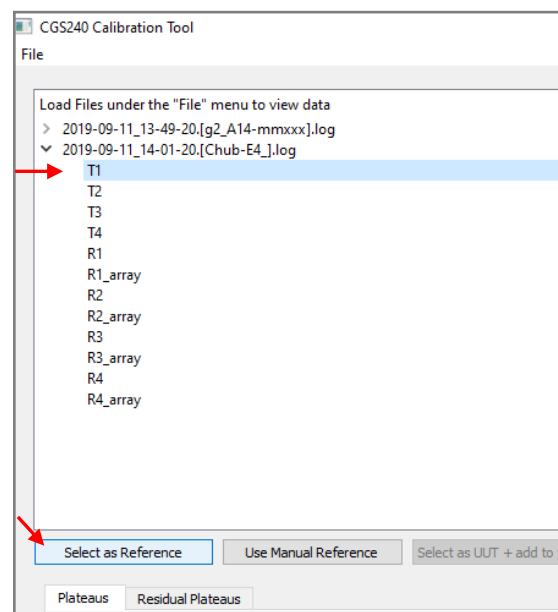 CGS240 Calibration Tool
File
Load Files under the "File" menu to view data
2019-09-11_13-49-20.[g2_A14-mmxxx].log
2019-09-11_14-01-20.[Chub-E4_].log
T1
T2
T3
T4
R1
R1_array
R2
R2_array
R3
R3_array
R4
R4_array
Select as Reference Use Manual Reference Select as UUT + add to
Plateaus Residual Plateaus